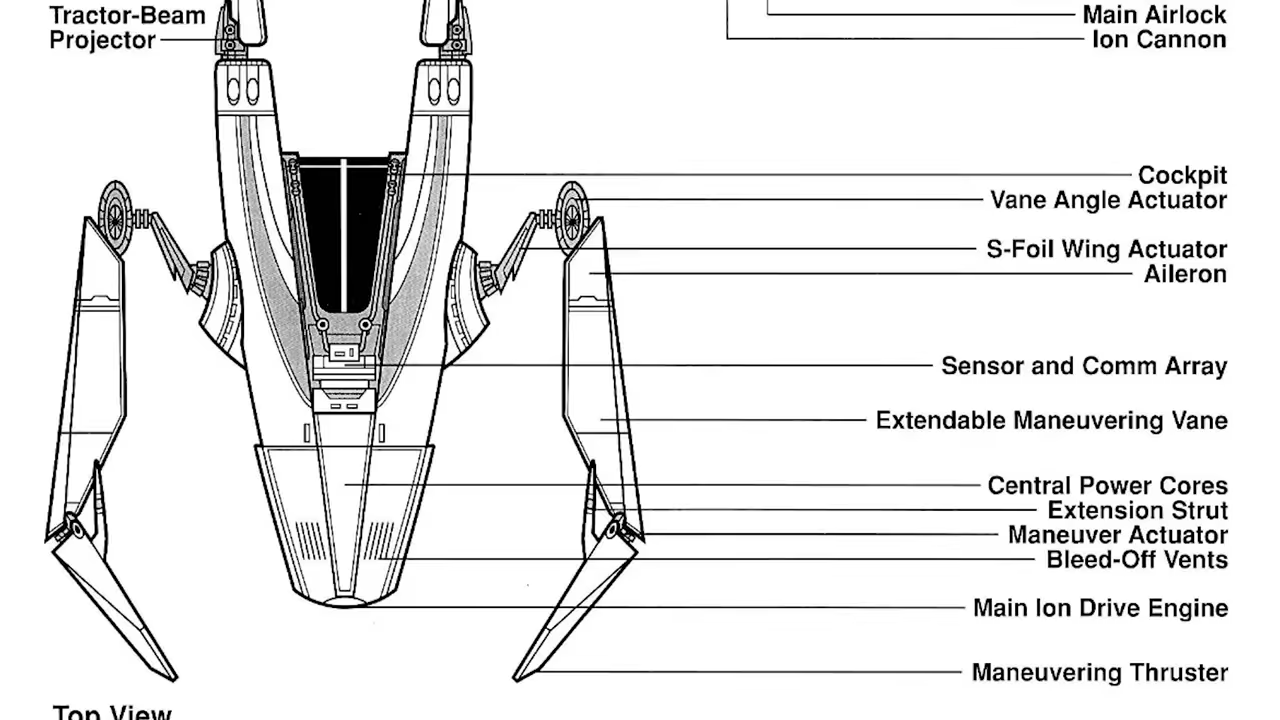 Tractor-Beam
Projector
Main Airlock
Ion Cannon
Cockpit
Vane Angle Actuator
S-Foil Wing Actuator
Aileron
Sensor and Comm Array
Extendable Maneuvering Vane
Central Power Cores
Extension Strut
Maneuver Actuator
Bleed-Off Vents
Main Ion Drive Engine
Maneuvering Thruster
Top View